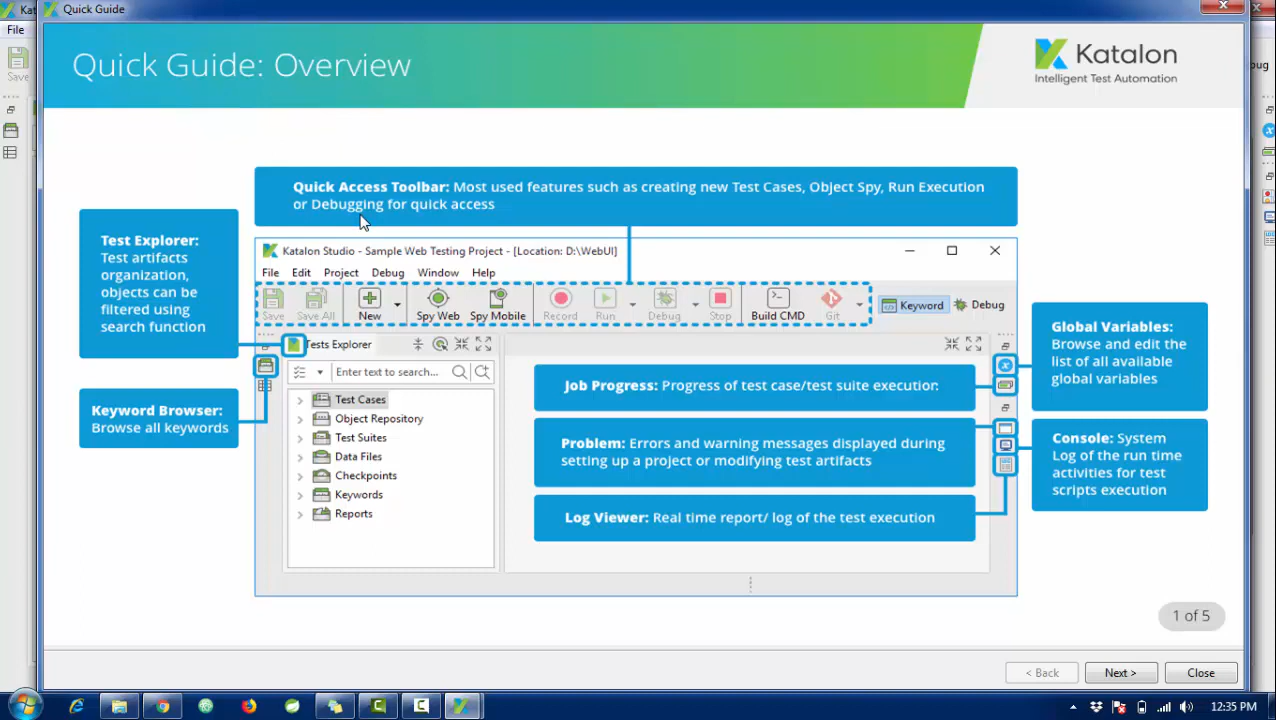 Kat
Quick Guide
File
Save
bug
Quick Guide: Overview
Katalon
Intelligent Test Automation
Quick Access Toolbar: Most used features such as creating new Test Cases, Object Spy, Run Execution
or Debugging for quick access
Test Explorer:
Test artifacts
organization,
objects can be
filtered using
search function
Keyword Browser:
Browse all keywords
Katalon Studio - Sample Web Testing Project - [Location: D:\WebUI]
File Edit Project Debug Window Help
Save Save All New Spy Web Spy Mobile Record Run Debug Stop Build CMD Git Keyword Debug
Tests Explorer
Enter text to search...
Test Cases
Object Repository
Test Suites
Data Files
Checkpoints
Keywords
Reports
Job Progress: Progress of test case/test suite execution:
Problem: Errors and warning messages displayed during
setting up a project or modifying test artifacts
Log Viewer: Real time report/ log of the test execution
Global Variables:
Browse and edit the
list of all available
global variables
Console: System
Log of the run time
activities for test
scripts execution
1 of 5
< Back Next > Close
12:35 PM